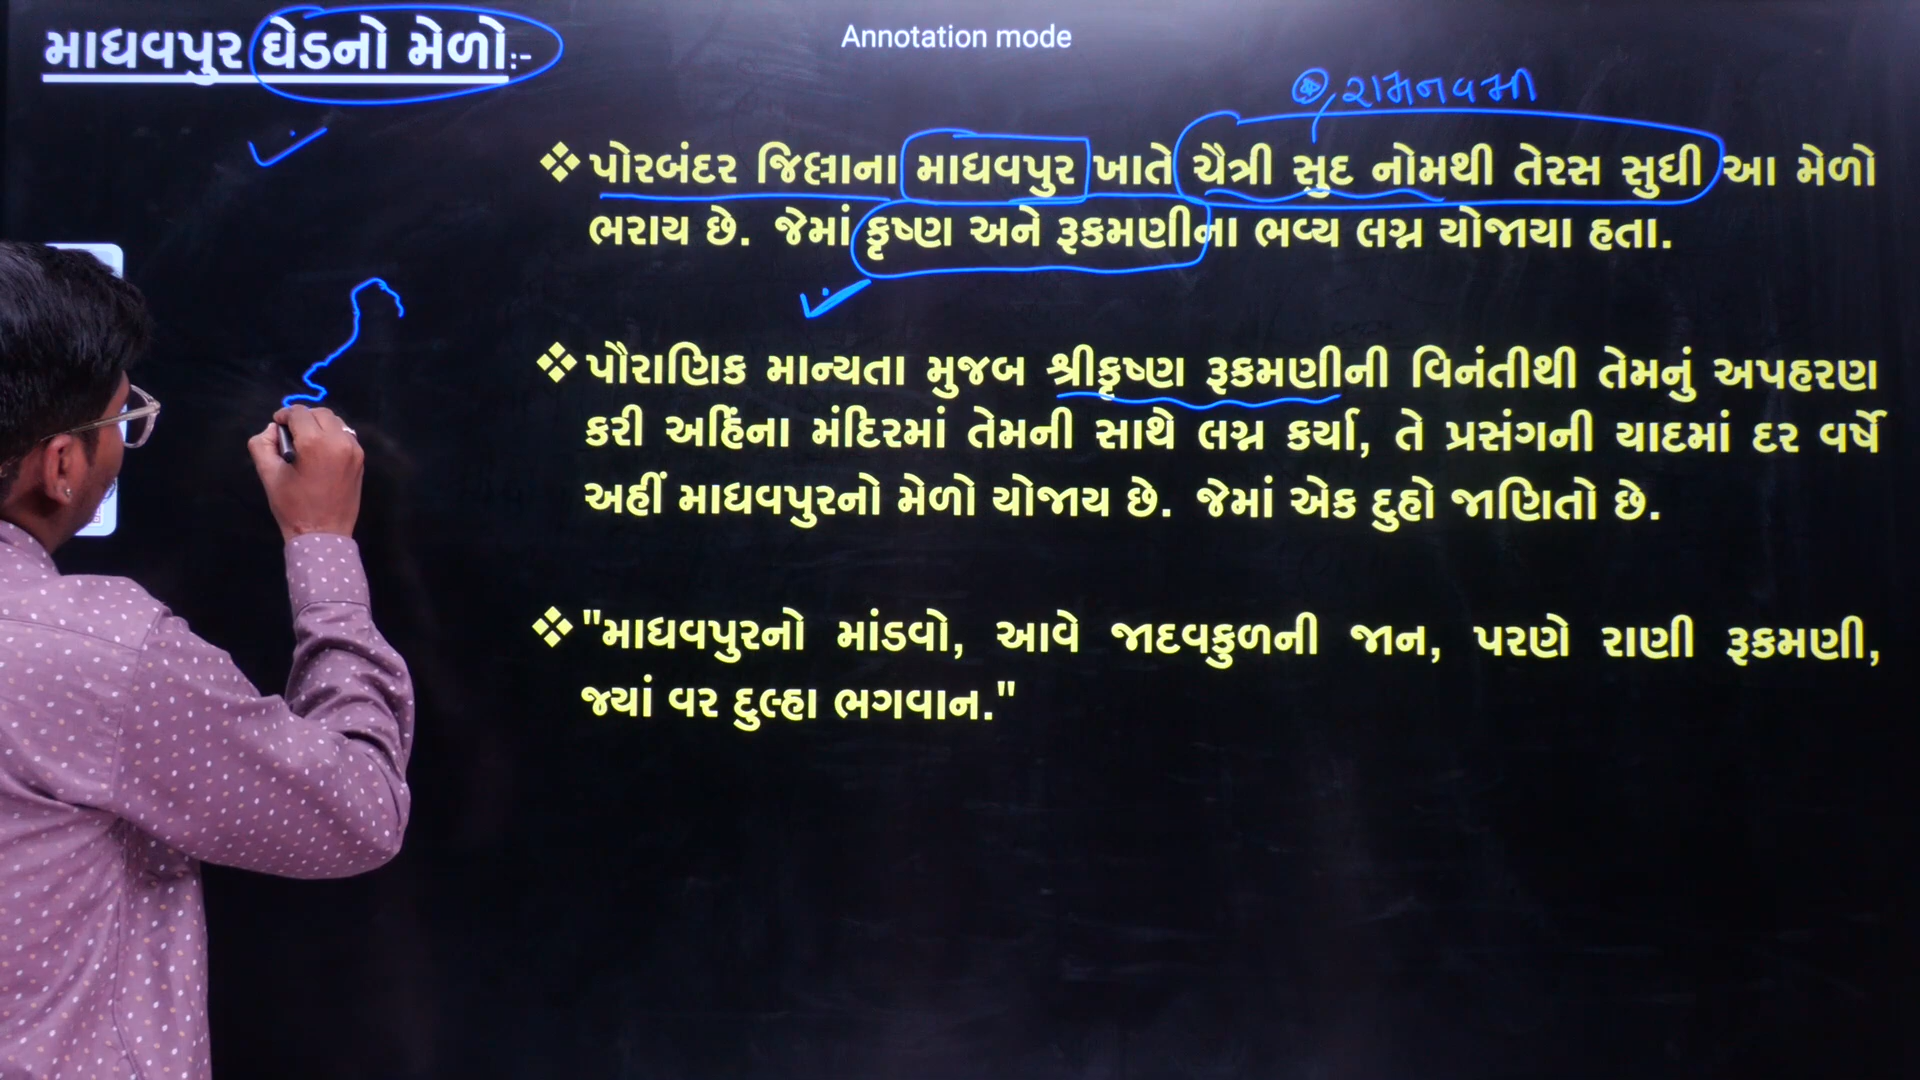 માધવપુર ઘેડનો મેળો:-
Annotation mode
રામનવમી
❖ પોરબંદર જિલ્લાના માધવપુર ખાતે ચૈત્રી સુદ નોમથી તેરસ સુધી આ મેળો
ભરાય છે. જેમાં કૃષ્ણ અને રૂકમણીના ભવ્ય લગ્ન યોજાયા હતા.
❖ પૌરાણિક માન્યતા મુજબ શ્રીકૃષ્ણ રૂકમણીની વિનંતીથી તેમનું અપહરણ
કરી અહિંના મંદિરમાં તેમની સાથે લગ્ન કર્યા, તે પ્રસંગની યાદમાં દર વર્ષે
અહીં માધવપુરનો મેળો યોજાય છે. જેમાં એક દુહો જાણિતો છે.
❖ "માધવપુરનો માંડવો, આવે જાદવકુળની જાન, પરણે રાણી રૂકમણી,
જ્યાં વર દુલ્હા ભગવાન."